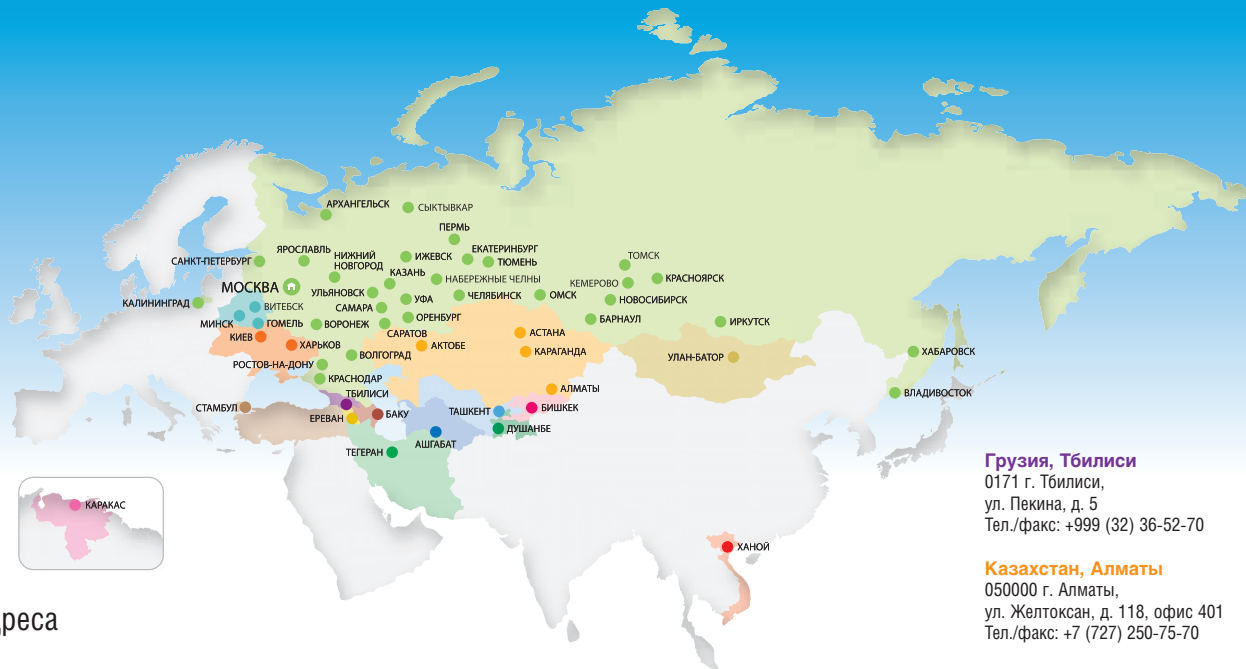 АРХАНГЕЛЬСК
СЫКТЫВКАР
ПЕРМЬ
ЯРОСЛАВЛЬ
НИЖНИЙ
НОВГОРОД
ИЖЕВСК
ЕКАТЕРИНБУРГ
ТЮМЕНЬ
ТОМСК
САНКТ-ПЕТЕРБУРГ
КАЗАНЬ
НАБЕРЕЖНЫЕ ЧЕЛНЫ
КЕМЕРОВО
КРАСНОЯРСК
МОСКВА
УЛЬЯНОВСК
УФА
ЧЕЛЯБИНСК
ОМСК
НОВОСИБИРСК
КАЛИНИНГРАД
ВИТЕБСК
САМАРА
ОРЕНБУРГ
БАРНАУЛ
ИРКУТСК
МИНСК
ГОМЕЛЬ
ВОРОНЕЖ
САРАТОВ
АСТАНА
КИЕВ
ХАРЬКОВ
АКТОБЕ
КАРАГАНДА
УЛАН-БАТОР
ХАБАРОВСК
ВОЛГОГРАД
РОСТОВ-НА-ДОНУ
КРАСНОДАР
АЛМАТЫ
ВЛАДИВОСТОК
ТБИЛИСИ
СТАМБУЛ
ЕРЕВАН
БАКУ
ТАШКЕНТ
БИШКЕК
АШГАБАТ
ДУШАНБЕ
ТЕГЕРАН
КАРАКАС
ХАНОЙ
Грузия, Тбилиси
0171 г. Тбилиси,
ул. Пекина, д. 5
Тел./факс: +999 (32) 36-52-70
Казахстан, Алматы
050000 г. Алматы,
ул. Желтоксан, д. 118, офис 401
Тел./факс: +7 (727) 250-75-70